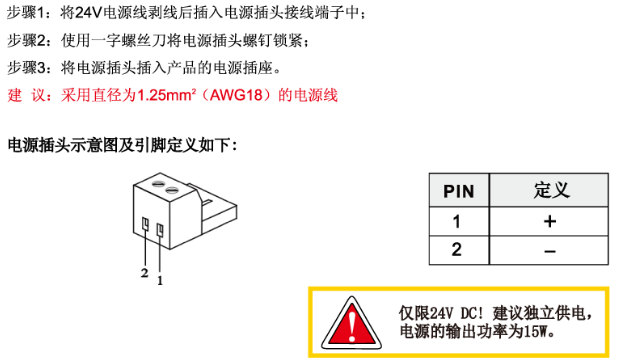 步骤1：将24V电源线剥线后插入电源插头接线端子中；
步骤2：使用一字螺丝刀将电源插头螺钉锁紧；
步骤3：将电源插头插入产品的电源插座。
建 议：采用直径为1.25mm²（AWG18）的电源线
电源插头示意图及引脚定义如下：
PIN 定义
1 +
2 −
2 1
仅限24V DC! 建议独立供电,
电源的输出功率为15W。